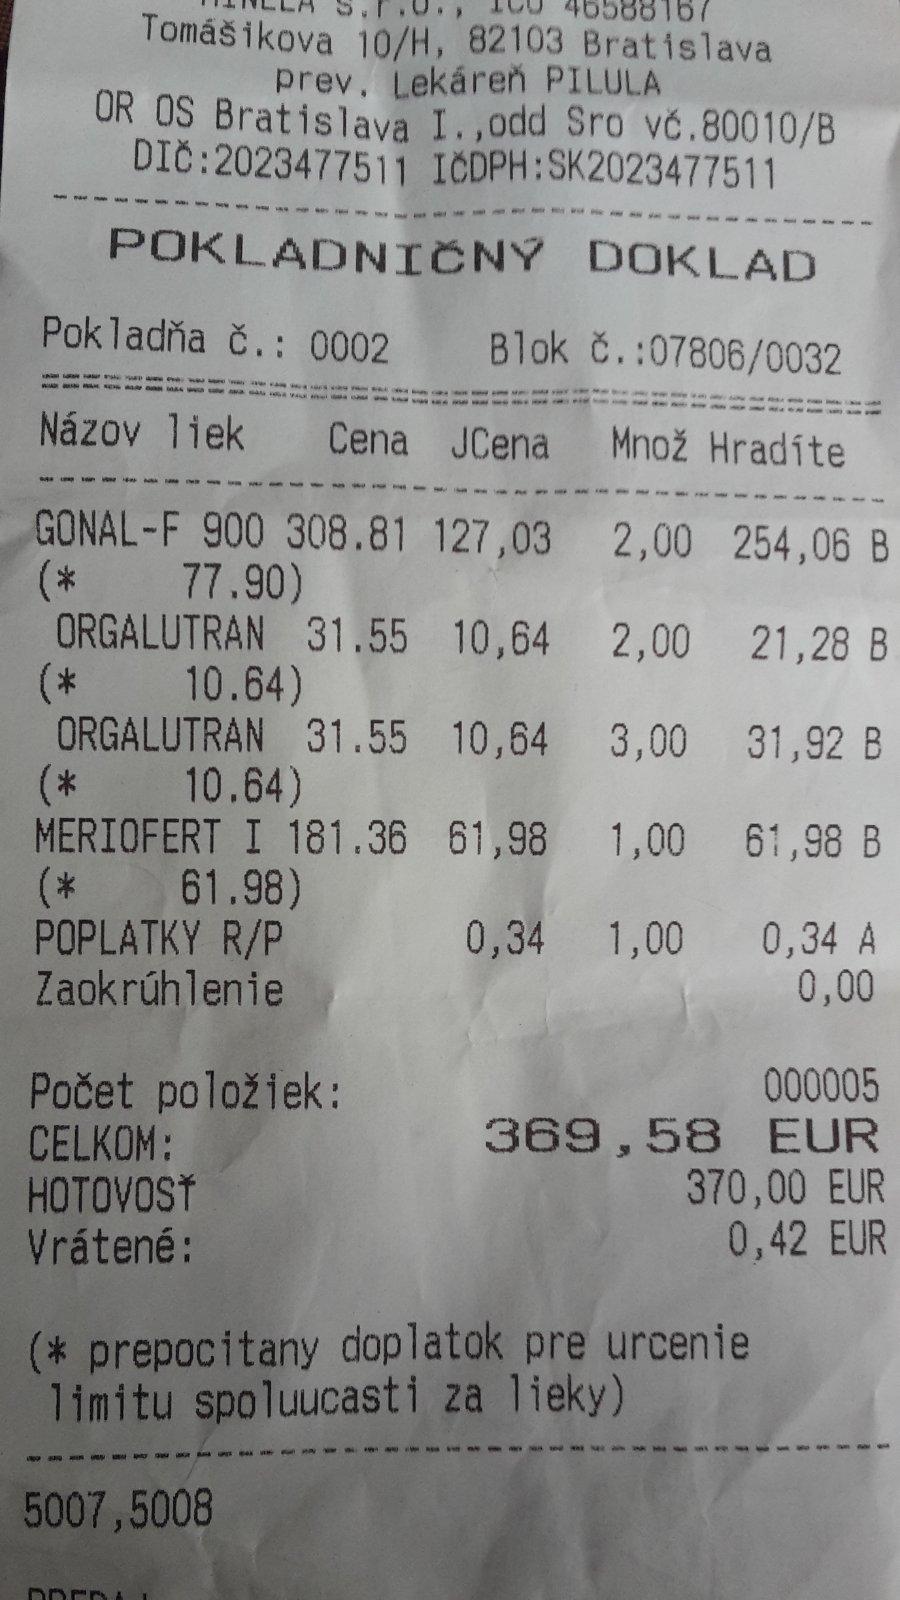 s.r.o., IČO 46588167
Tomášikova 10/H, 82103 Bratislava
prev. Lekáreň PILULA
OR OS Bratislava I.,odd Sro vč.80010/B
DIČ:2023477511 IČDPH:SK2023477511
POKLADNIČNÝ DOKLAD
Pokladňa č.: 0002 Blok č.:07806/0032
Názov liek Cena JCena Množ Hradíte
GONAL-F 900 308.81 127,03 2,00 254,06 B
(* 77.90)
ORGALUTRAN 31.55 10,64 2,00 21,28 B
(* 10.64)
ORGALUTRAN 31.55 10,64 3,00 31,92 B
(* 10.64)
MERIOFERT I 181.36 61,98 1,00 61,98 B
(* 61.98)
POPLATKY R/P 0,34 1,00 0,34 A
Zaokrúhlenie 0,00
Počet položiek: 000005
CELKOM: 369,58 EUR
HOTOVOSŤ 370,00 EUR
Vrátené: 0,42 EUR
(* prepocitany doplatok pre urcenie
limitu spoluucasti za lieky)
5007,5008